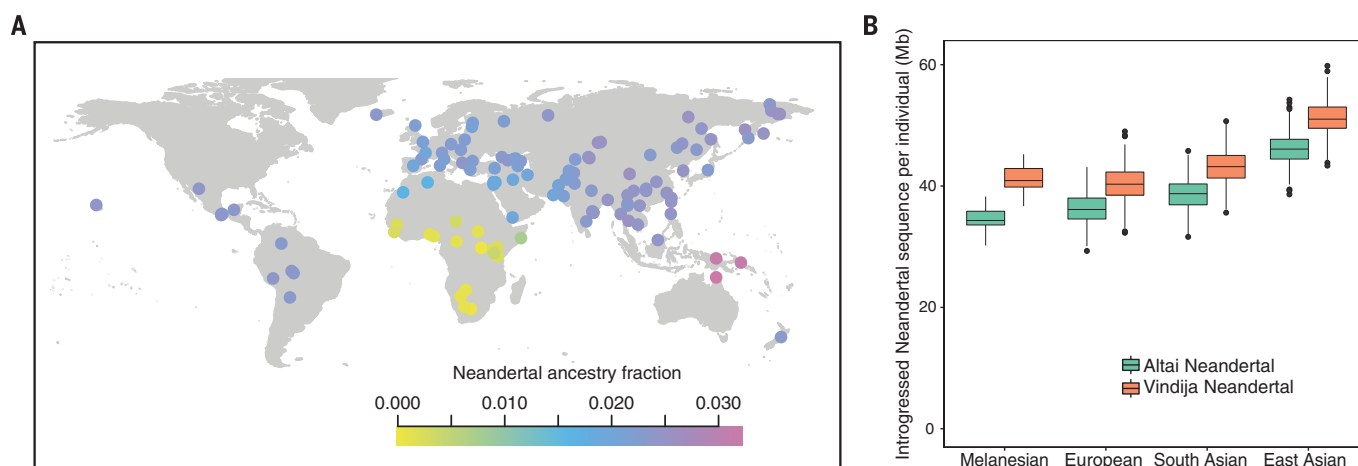 A
Neandertal ancestry fraction
0.000 0.010 0.020 0.030
B
Introgressed Neandertal sequence per individual (Mb)
60
40
20
0
Altai Neandertal
Vindija Neandertal
Melanesian European South Asian East Asian